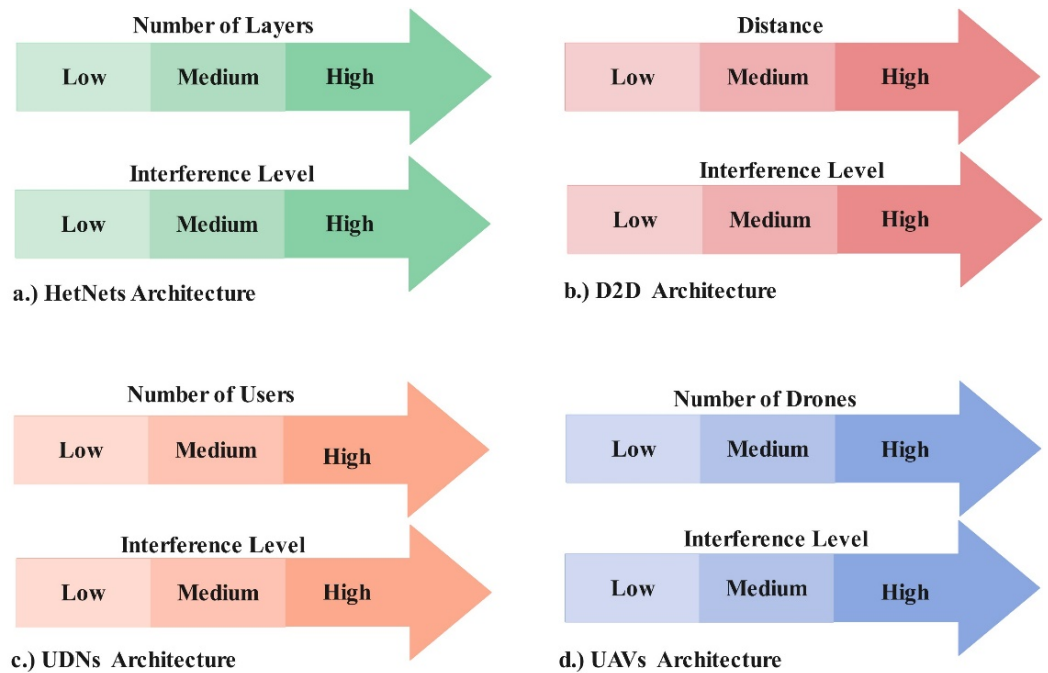 Number of Layers
Low Medium High
Interference Level
Low Medium High
a.) HetNets Architecture
Distance
Low Medium High
Interference Level
Low Medium High
b.) D2D Architecture
Number of Users
Low Medium High
Interference Level
Low Medium High
c.) UDNs Architecture
Number of Drones
Low Medium High
Interference Level
Low Medium High
d.) UAVs Architecture